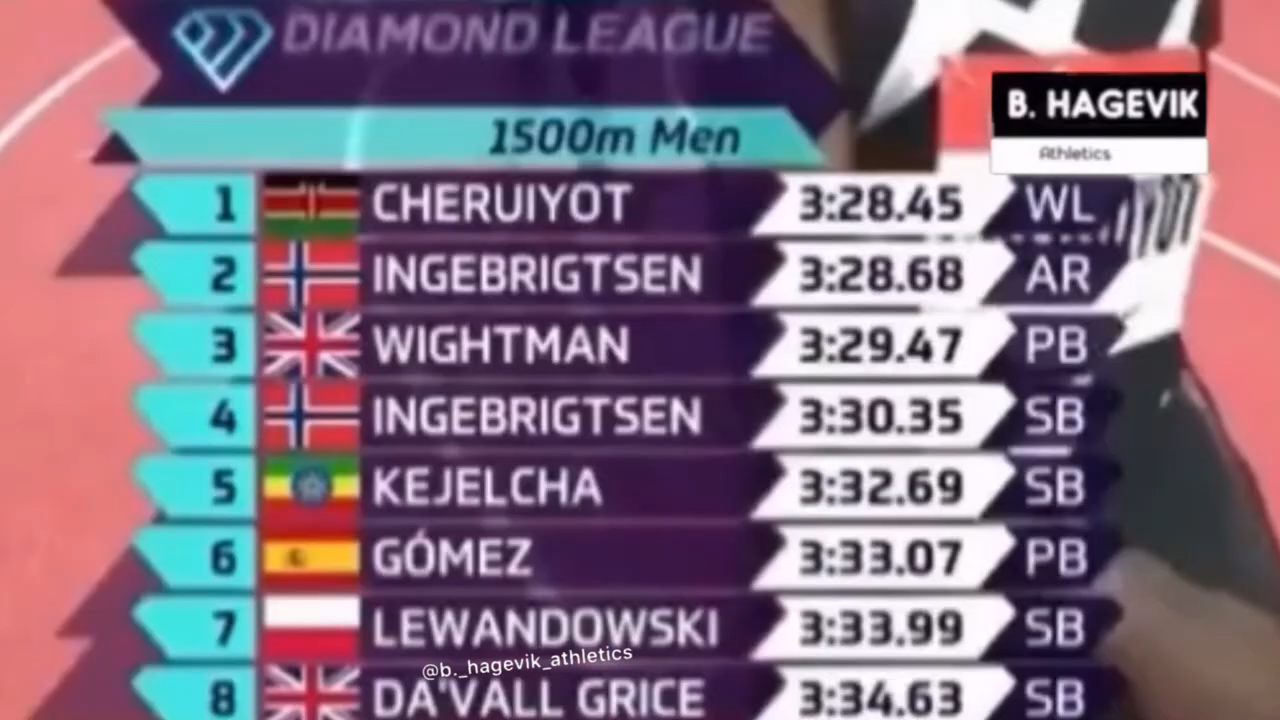 DIAMOND LEAGUE
B. HAGEVIK
Athletics
1500m Men
1 CHERUIYOT 3:28.45 WL
2 INGEBRIGTSEN 3:28.68 AR
3 WIGHTMAN 3:29.47 PB
4 INGEBRIGTSEN 3:30.35 SB
5 KEJELCHA 3:32.69 SB
6 GÓMEZ 3:33.07 PB
7 LEWANDOWSKI 3:33.99 SB
@b._hagevik_athletics
8 DA'VALL GRICE 3:34.63 SB